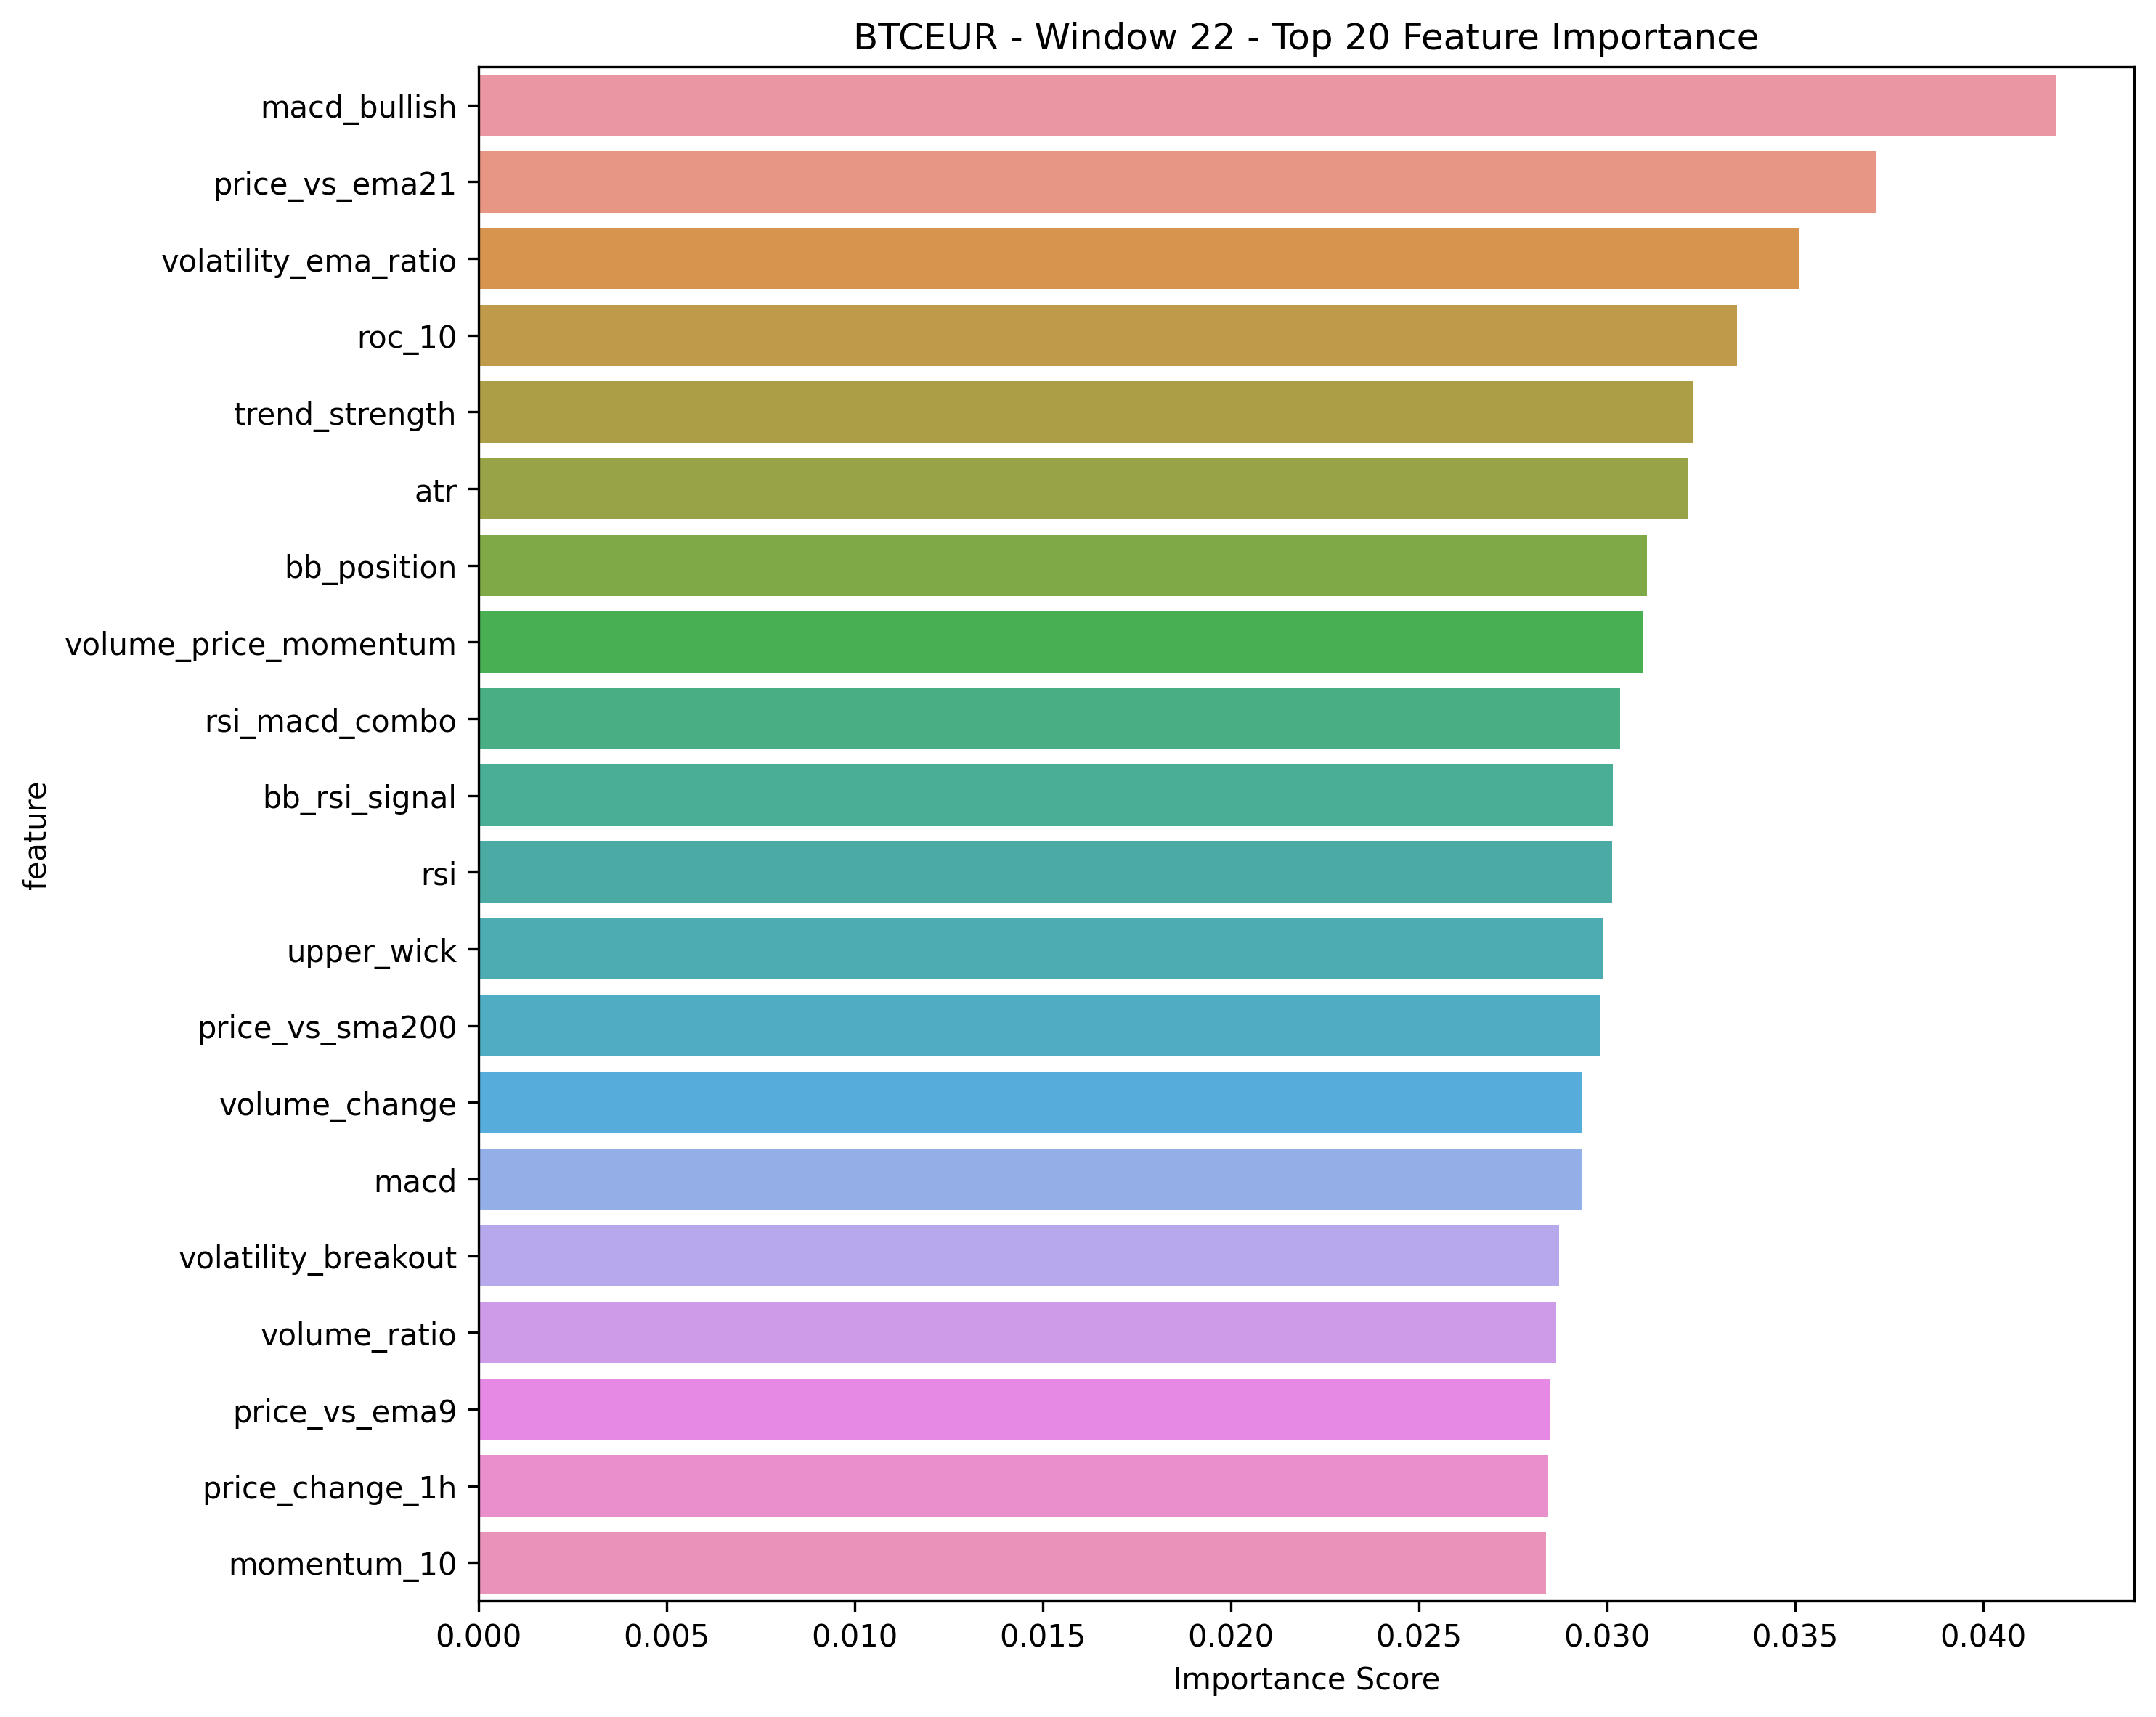 BTCEUR - Window 22 - Top 20 Feature Importance
feature
macd_bullish
price_vs_ema21
volatility_ema_ratio
roc_10
trend_strength
atr
bb_position
volume_price_momentum
rsi_macd_combo
bb_rsi_signal
rsi
upper_wick
price_vs_sma200
volume_change
macd
volatility_breakout
volume_ratio
price_vs_ema9
price_change_1h
momentum_10
0.000 0.005 0.010 0.015 0.020 0.025 0.030 0.035 0.040
Importance Score